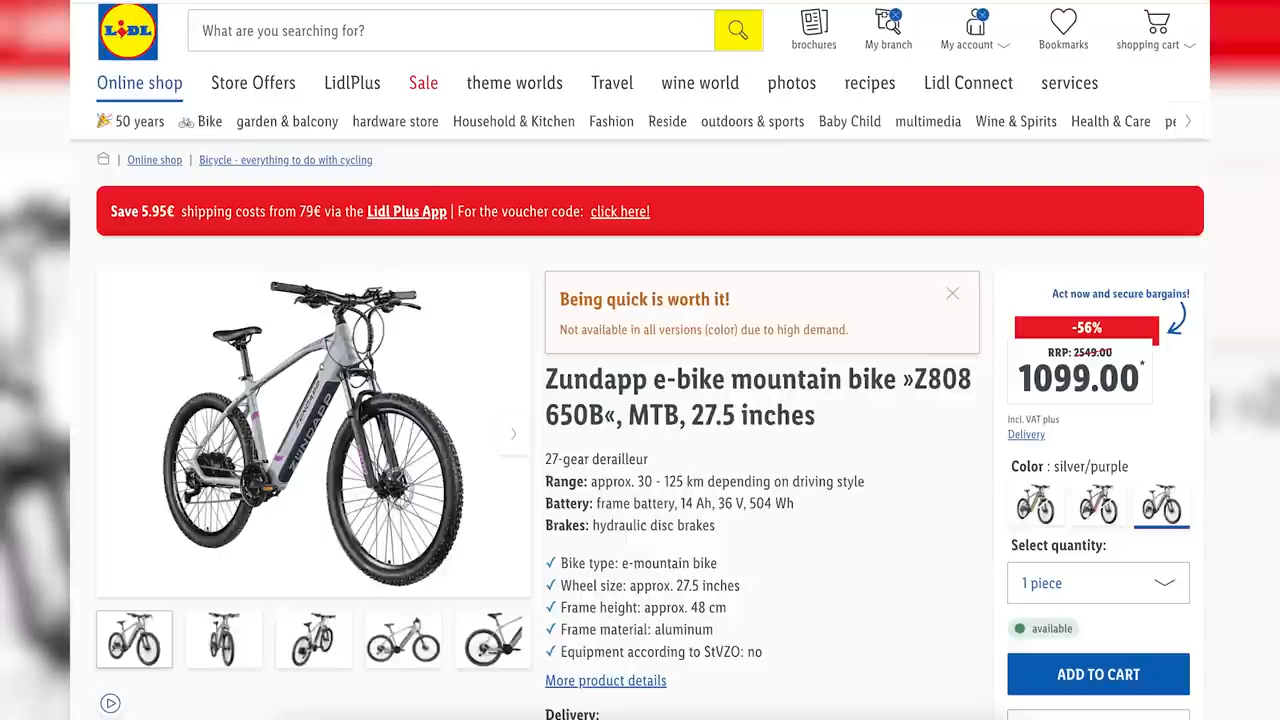 LIDL
What are you searching for?
brochures
My branch
My account
Bookmarks
shopping cart
Online shop
Store Offers
LidlPlus
Sale
theme worlds
Travel
wine world
photos
recipes
Lidl Connect
services
50 years
Bike
garden & balcony
hardware store
Household & Kitchen
Fashion
Reside
outdoors & sports
Baby Child
multimedia
Wine & Spirits
Health & Care
pe
| Online shop | Bicycle - everything to do with cycling
Save 5.95€ shipping costs from 79€ via the Lidl Plus App | For the voucher code: click here!
ZUNDAPP
Being quick is worth it!
Not available in all versions (color) due to high demand.
Zundapp e-bike mountain bike »Z808
650B«, MTB, 27.5 inches
27-gear derailleur
Range: approx. 30 - 125 km depending on driving style
Battery: frame battery, 14 Ah, 36 V, 504 Wh
Brakes: hydraulic disc brakes
✓ Bike type: e-mountain bike
✓ Wheel size: approx. 27.5 inches
✓ Frame height: approx. 48 cm
✓ Frame material: aluminum
✓ Equipment according to StVZO: no
More product details
Delivery:
Act now and secure bargains!
-56%
RRP: 2549.00
1099.00*
Incl. VAT plus
Delivery
Color : silver/purple
Select quantity:
1 piece
available
ADD TO CART